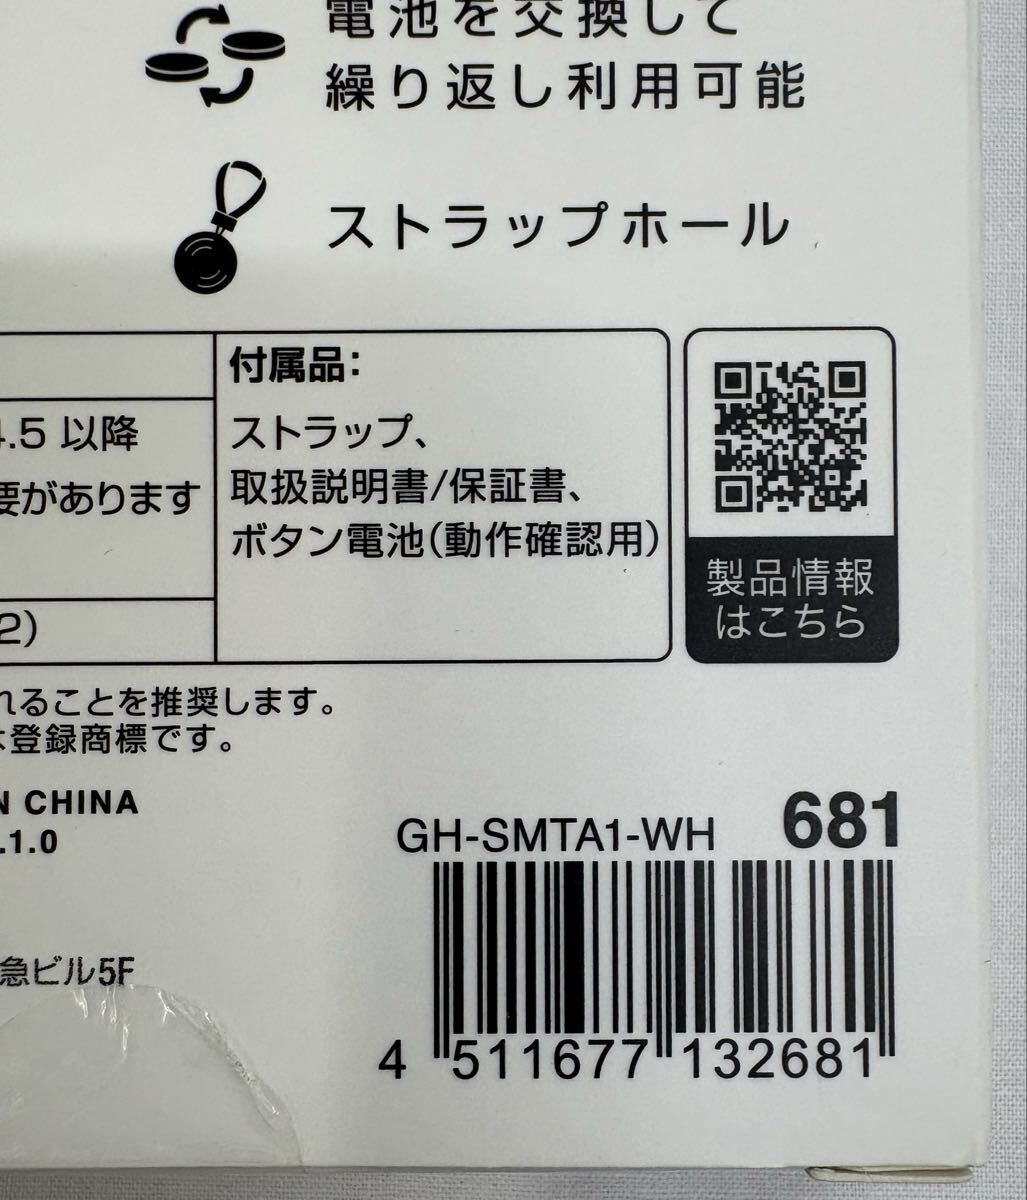 電池を交換して
繰り返し利用可能
ストラップホール
付属品:
4.5 以降
ストラップ、
要があります
取扱説明書/保証書、
ボタン電池(動作確認用)
2)
製品情報
はこちら
れることを推奨します。
登録商標です。
N CHINA
.1.0
GH-SMTA1-WH 681
急ビル5F
4 511677 132681